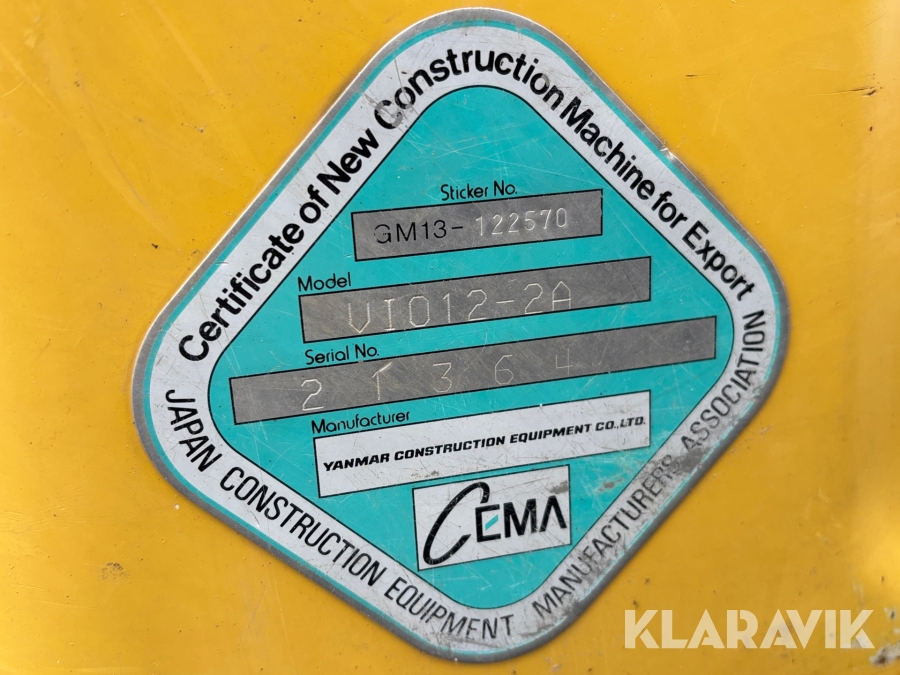 Certificate of New Construction Machine for Export
Sticker No.
GM13-122570
Model
VIO12-2A
Serial No.
21364
Manufacturer
YANMAR CONSTRUCTION EQUIPMENT CO.,LTD.
CEMA
JAPAN CONSTRUCTION EQUIPMENT MANUFACTURERS ASSOCIATION
KLARAVIK